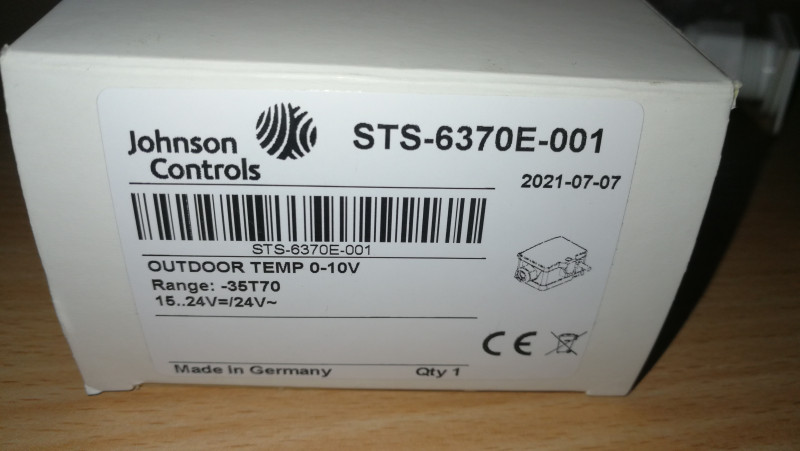 Johnson
Controls
STS-6370E-001
2021-07-07
STS-6370E-001
OUTDOOR TEMP 0-10V
Range: -35T70
15..24V=/24V~
CE
Made in Germany
Qty 1